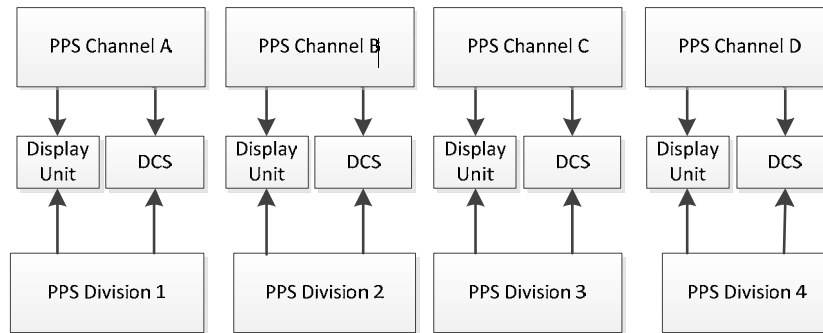 PPS Channel A
PPS Channel B
PPS Channel C
PPS Channel D
Display
Unit
DCS
Display
Unit
DCS
Display
Unit
DCS
Display
Unit
DCS
PPS Division 1
PPS Division 2
PPS Division 3
PPS Division 4